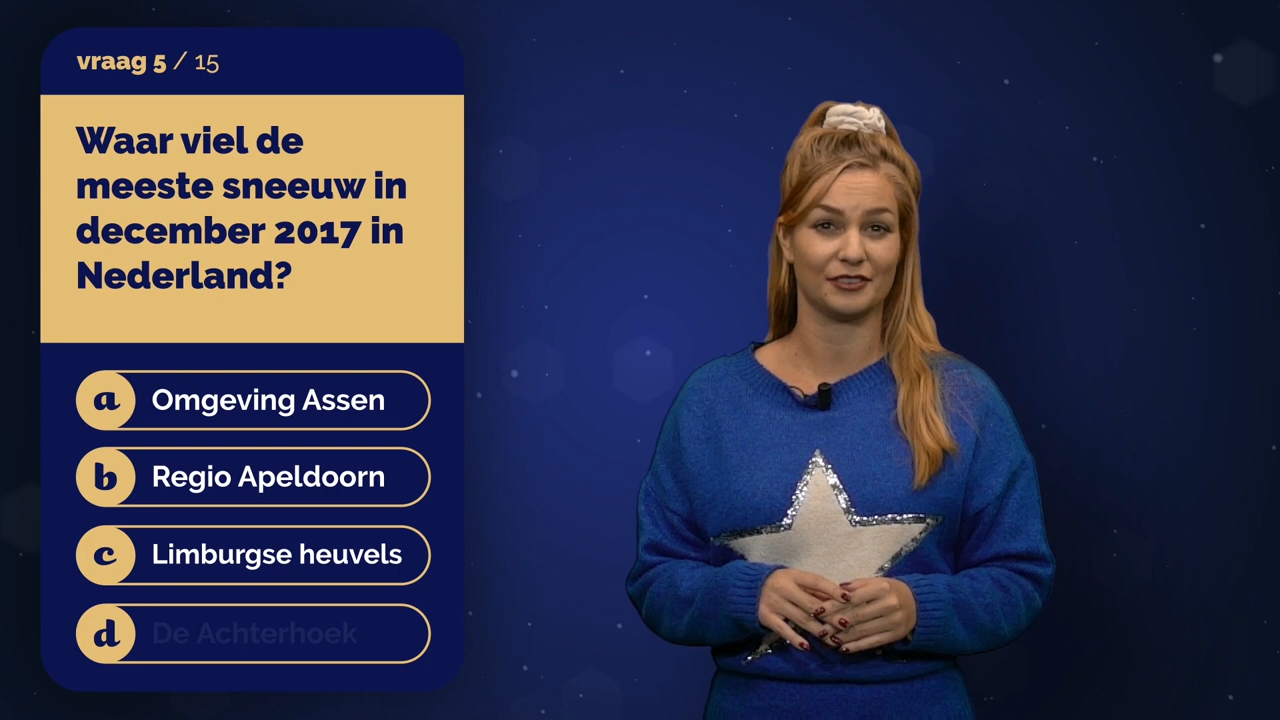 vraag 5 / 15
Waar viel de
meeste sneeuw in
december 2017 in
Nederland?
a Omgeving Assen
b Regio Apeldoorn
c Limburgse heuvels
d De Achterhoek